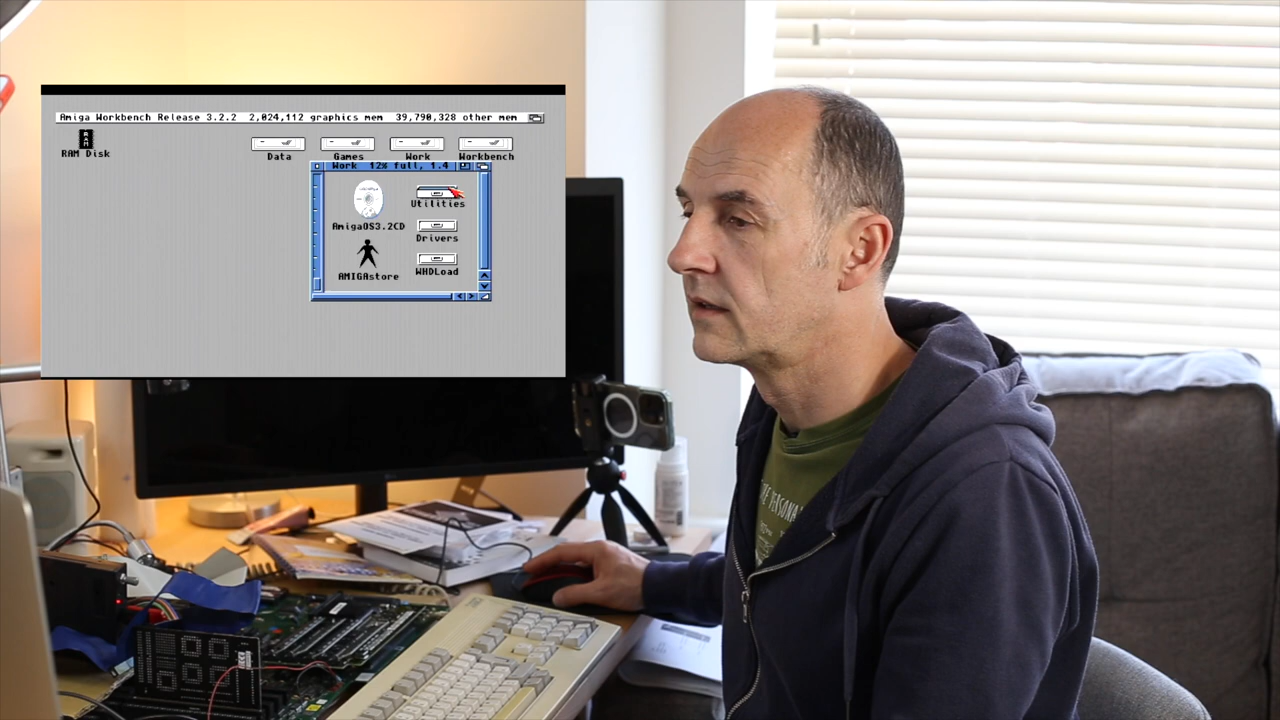 Amiga Workbench Release 3.2.2 2,024,112 graphics mem 39,790,328 other mem
RAM
RAM Disk
Data
Games
Work
Workbench
Work 12% full, 1.4
Utilities
AmigaOS3.2CD
Drivers
AMIGAstore
WHDLoad